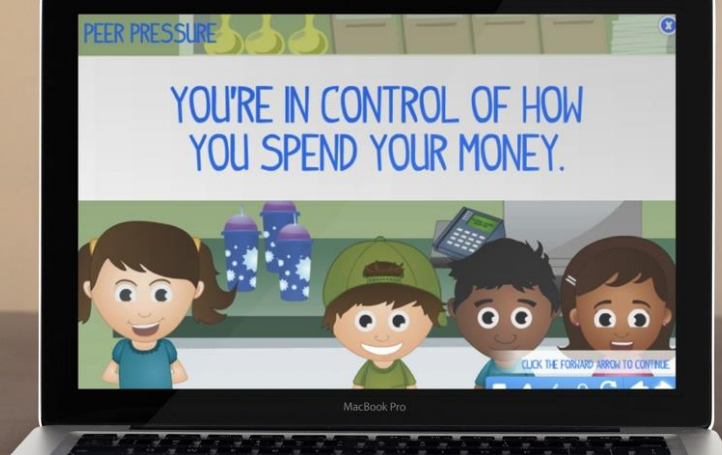 PEER PRESSURE
X
YOU'RE IN CONTROL OF HOW
YOU SPEND YOUR MONEY.
CLICK THE FORWARD ARROW TO CONTINUE
MacBook Pro